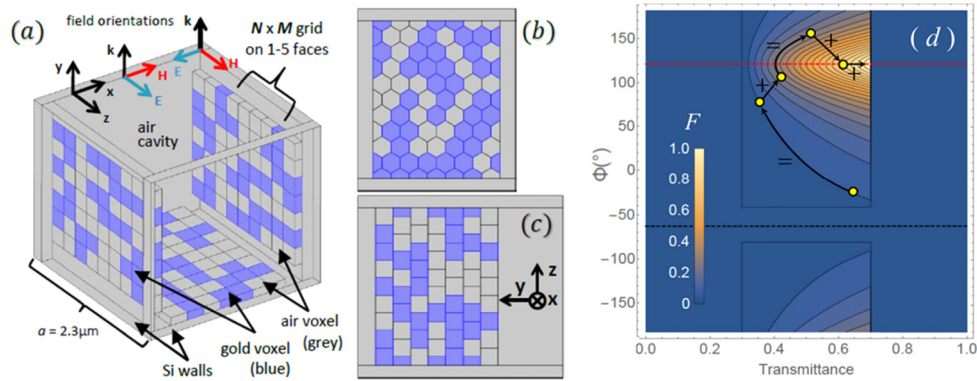 (a)
field orientations
k
y
x
z
k
H
E
k
E
H
N x M grid
on 1-5 faces
air
cavity
a = 2.3μm
Si walls
gold voxel
(blue)
air voxel
(grey)
(b)
(c)
z
y
x
(d)
F
1.0
0.8
0.6
0.4
0.2
0
=
+
+
+
=
Φ(°)
150
100
50
0
−50
−100
−150
0.0 0.2 0.4 0.6 0.8 1.0
Transmittance